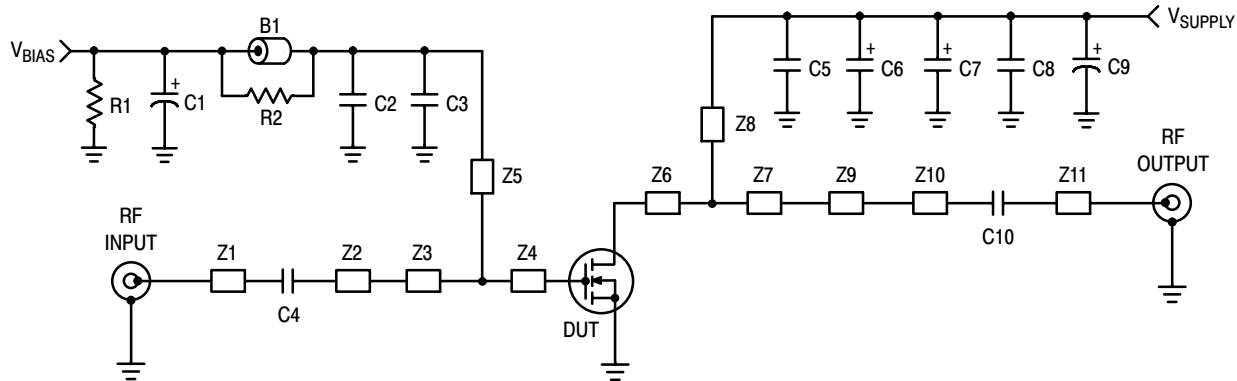 V_BIAS
B1
R1
+
C1
R2
C2
C3
Z5
RF
INPUT
Z1
C4
Z2
Z3
Z4
DUT
V_SUPPLY
C5
+
C6
+
C7
C8
+
C9
Z8
Z6
Z7
Z9
Z10
C10
Z11
RF
OUTPUT